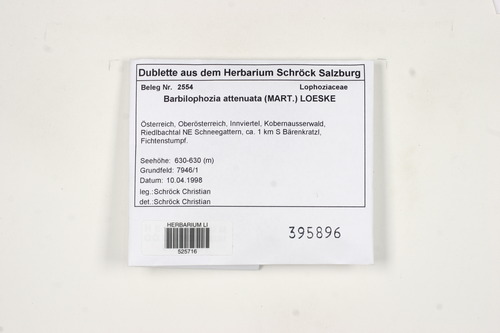 Dublette aus dem Herbarium Schröck Salzburg
Beleg Nr. 2554 Lophoziaceae
Barbilophozia attenuata (MART.) LOESKE
Österreich, Oberösterreich, Innviertel, Kobernausserwald,
Riedlbachtal NE Schneegattern, ca. 1 km S Bärenkratzl,
Fichtenstumpf.
Seehöhe: 630-630 (m)
Grundfeld: 7946/1
Datum: 10.04.1998
leg.:Schröck Christian
det.:Schröck Christian
HERBARIUM LI
525716
395896